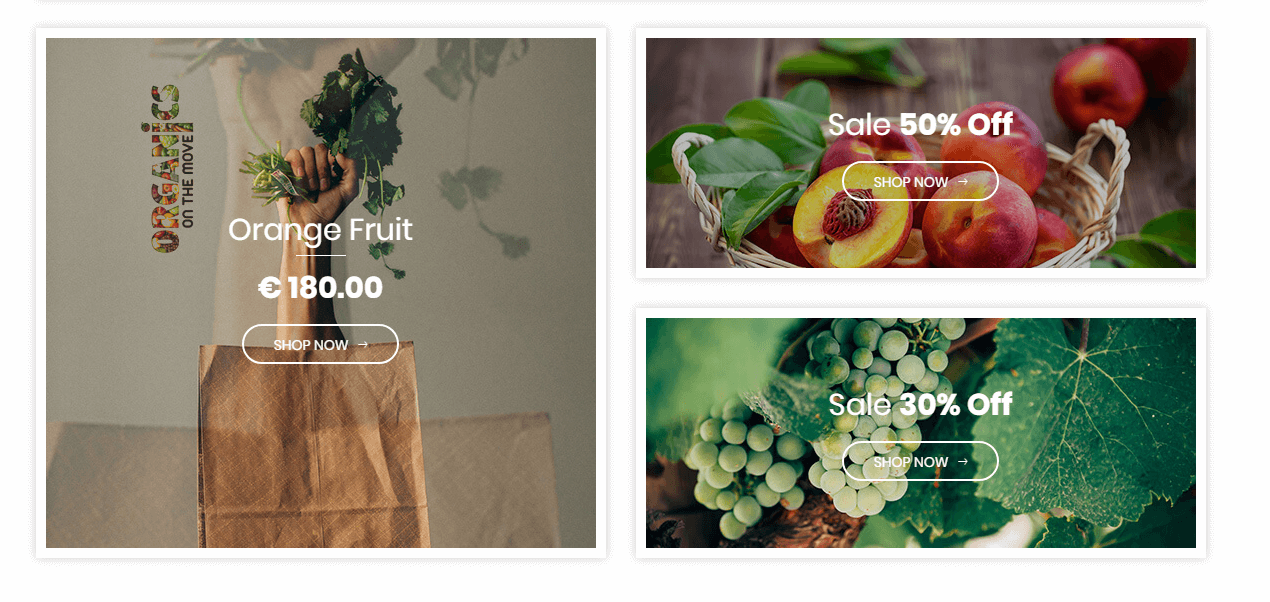 ORGANICS
ON THE MOVE
Orange Fruit
€ 180.00
SHOP NOW →
Sale 50% Off
SHOP NOW →
Sale 30% Off
SHOP NOW →